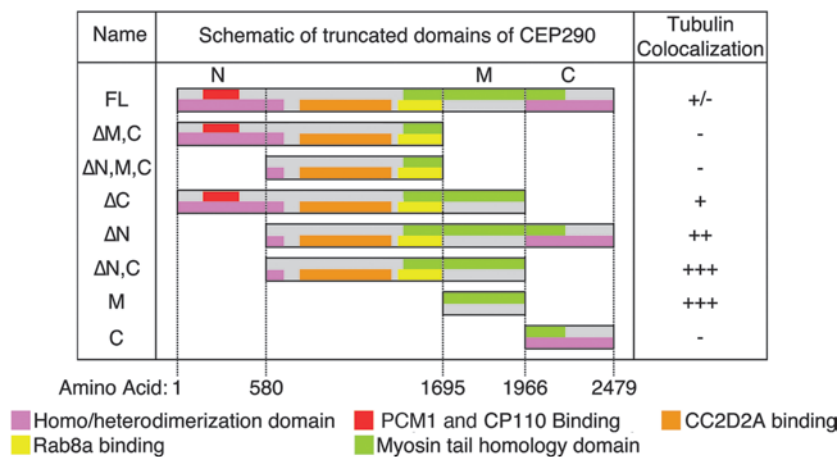 Name Schematic of truncated domains of CEP290 Tubulin Colocalization
N M C
FL +/-
ΔM,C -
ΔN,M,C -
ΔC +
ΔN ++
ΔN,C +++
M +++
C -
Amino Acid: 1 580 1695 1966 2479
Homo/heterodimerization domain PCM1 and CP110 Binding CC2D2A binding
Rab8a binding Myosin tail homology domain